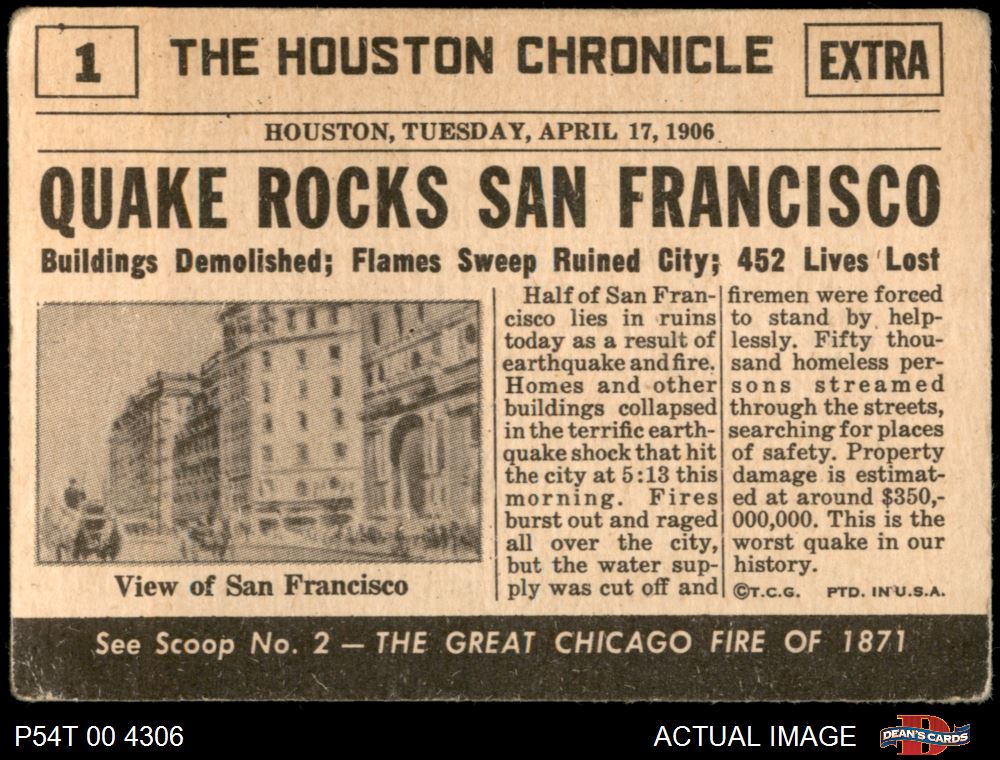 1
THE HOUSTON CHRONICLE
EXTRA
HOUSTON, TUESDAY, APRIL 17, 1906
QUAKE ROCKS SAN FRANCISCO
Buildings Demolished; Flames Sweep Ruined City; 452 Lives Lost
View of San Francisco
Half of San Fran-
cisco lies in ruins
today as a result of
earthquake and fire.
Homes and other
buildings collapsed
in the terrific earth-
quake shock that hit
the city at 5:13 this
morning. Fires
burst out and raged
all over the city,
but the water sup-
ply was cut off and
firemen were forced
to stand by help-
lessly. Fifty thou-
sand homeless per-
sons streamed
through the streets,
searching for places
of safety. Property
damage is estimat-
ed at around $350,-
000,000. This is the
worst quake in our
history.
©T.C.G. PTD. IN U.S.A.
See Scoop No. 2 — THE GREAT CHICAGO FIRE OF 1871
P54T 00 4306
ACTUAL IMAGE
D
DEAN'S CARDS